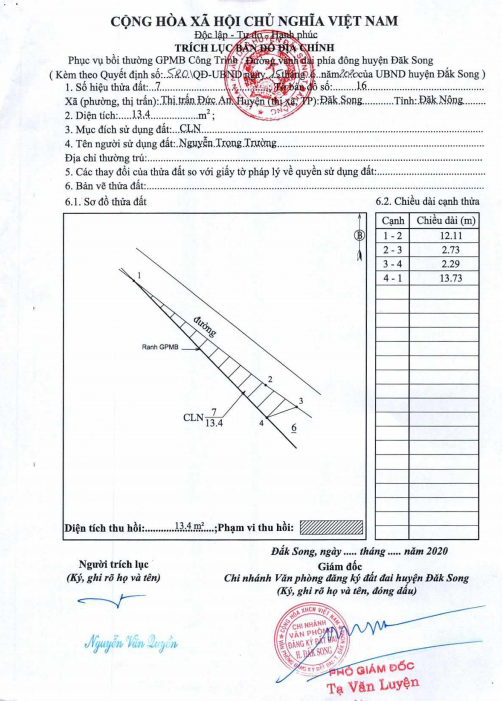 CỘNG HÒA XÃ HỘI CHỦ NGHĨA VIỆT NAM
Độc lập - Tự do - Hạnh phúc
TRÍCH LỤC BẢN ĐỒ ĐỊA CHÍNH
Phục vụ bồi thường GPMB Công Trình : Đường vành đai phía đông huyện Đăk Song
( Kèm theo Quyết định số: QĐ-UBND ngày 15 tháng 6 năm 2020 của UBND huyện Đăk Song )
1. Số hiệu thửa đất: 7 Tờ bản đồ số: 16
Xã (phường, thị trấn): Thị trấn Đức An, Huyện (thị xã, TP): Đăk Song Tỉnh: Đăk Nông
2. Diện tích: 13.4 m² ;
3. Mục đích sử dụng đất: CLN
4. Tên người sử dụng đất: Nguyễn Trọng Trường
Địa chỉ thường trú:
5. Các thay đổi của thửa đất so với giấy tờ pháp lý về quyền sử dụng đất:
6. Bản vẽ thửa đất:
6.1. Sơ đồ thửa đất
6.2. Chiều dài cạnh thửa
Cạnh Chiều dài (m)
1 - 2 12.11
2 - 3 2.73
3 - 4 2.29
4 - 1 13.73
B
1
đường
Ranh GPMB
2
3
CLN 7/13.4
4
6
Diện tích thu hồi: 13.4 m² ;Phạm vi thu hồi:
Đăk Song, ngày ..... tháng ..... năm 2020
Người trích lục
(Ký, ghi rõ họ và tên)
Giám đốc
Chi nhánh Văn phòng đăng ký đất đai huyện Đăk Song
(Ký, ghi rõ họ và tên, đóng dấu)
CHI NHÁNH
VĂN PHÒNG
ĐĂNG KÝ ĐẤT ĐAI
H. ĐĂK SONG
Nguyễn Văn Quyên
PHÓ GIÁM ĐỐC
Tạ Văn Luyện